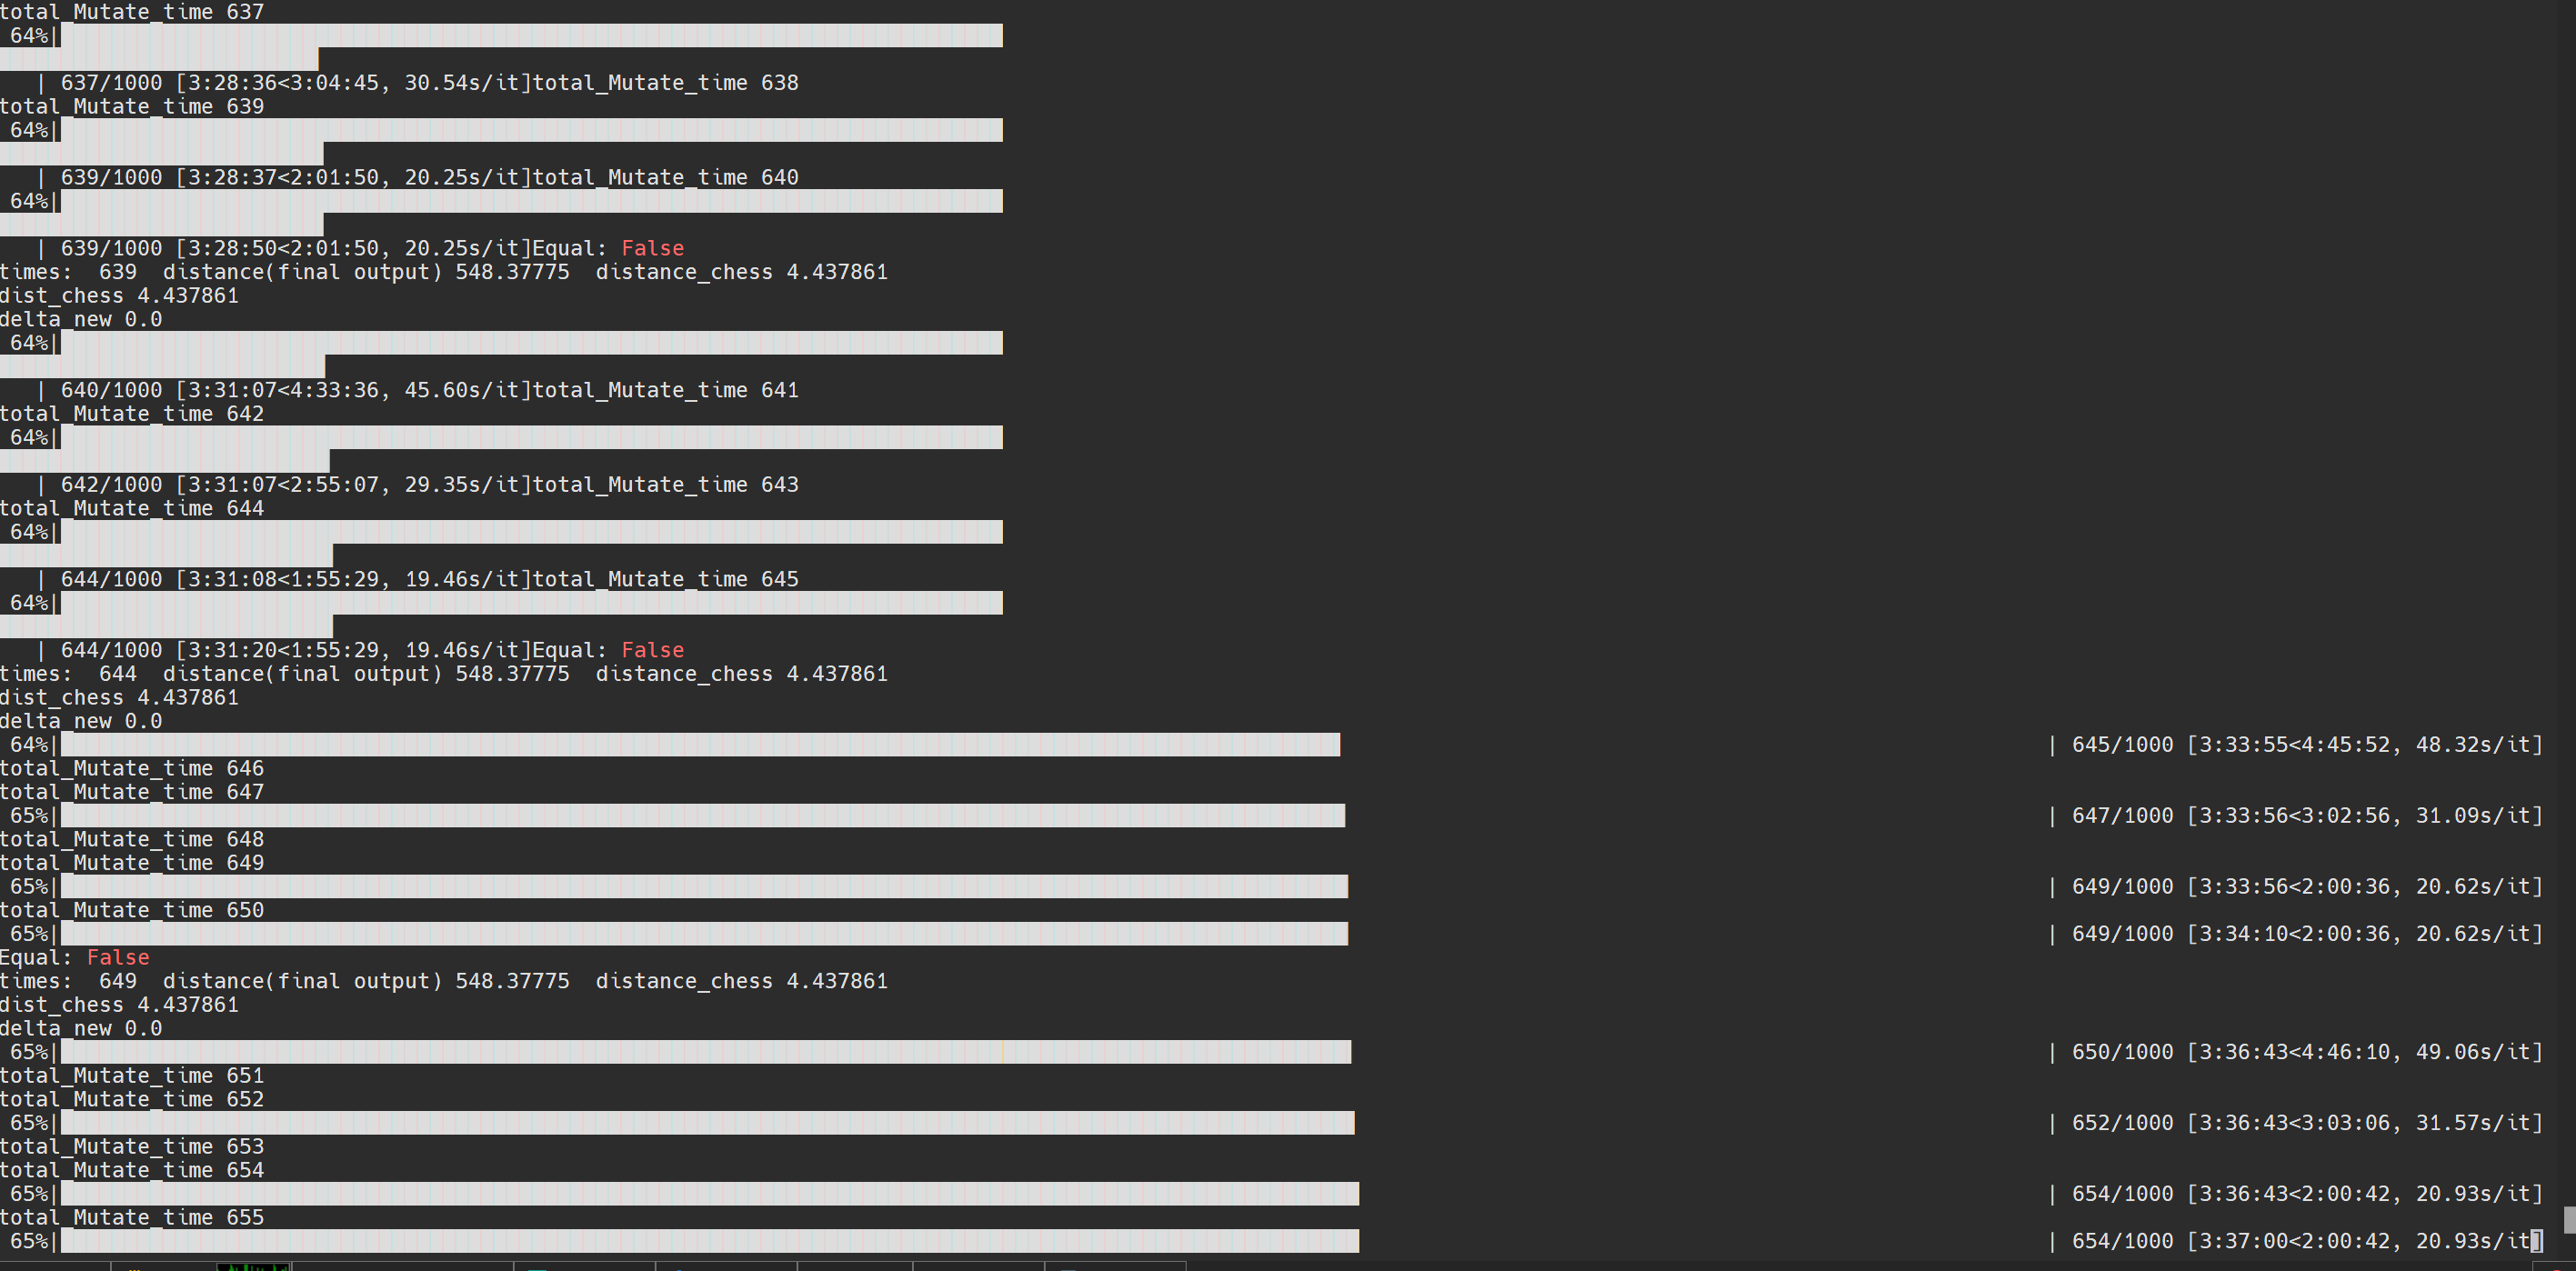 total_Mutate_time 637
64%|
| 637/1000 [3:28:36<3:04:45, 30.54s/it]total_Mutate_time 638
total_Mutate_time 639
64%|
| 639/1000 [3:28:37<2:01:50, 20.25s/it]total_Mutate_time 640
64%|
| 639/1000 [3:28:50<2:01:50, 20.25s/it]Equal: False
times:  639  distance(final output) 548.37775  distance_chess 4.437861
dist_chess 4.437861
delta_new 0.0
64%|
| 640/1000 [3:31:07<4:33:36, 45.60s/it]total_Mutate_time 641
total_Mutate_time 642
64%|
| 642/1000 [3:31:07<2:55:07, 29.35s/it]total_Mutate_time 643
total_Mutate_time 644
64%|
| 644/1000 [3:31:08<1:55:29, 19.46s/it]total_Mutate_time 645
64%|
| 644/1000 [3:31:20<1:55:29, 19.46s/it]Equal: False
times:  644  distance(final output) 548.37775  distance_chess 4.437861
dist_chess 4.437861
delta_new 0.0
64%| | 645/1000 [3:33:55<4:45:52, 48.32s/it]
total_Mutate_time 646
total_Mutate_time 647
65%| | 647/1000 [3:33:56<3:02:56, 31.09s/it]
total_Mutate_time 648
total_Mutate_time 649
65%| | 649/1000 [3:33:56<2:00:36, 20.62s/it]
total_Mutate_time 650
65%| | 649/1000 [3:34:10<2:00:36, 20.62s/it]
Equal: False
times:  649  distance(final output) 548.37775  distance_chess 4.437861
dist_chess 4.437861
delta_new 0.0
65%| | 650/1000 [3:36:43<4:46:10, 49.06s/it]
total_Mutate_time 651
total_Mutate_time 652
65%| | 652/1000 [3:36:43<3:03:06, 31.57s/it]
total_Mutate_time 653
total_Mutate_time 654
65%| | 654/1000 [3:36:43<2:00:42, 20.93s/it]
total_Mutate_time 655
65%| | 654/1000 [3:37:00<2:00:42, 20.93s/it]